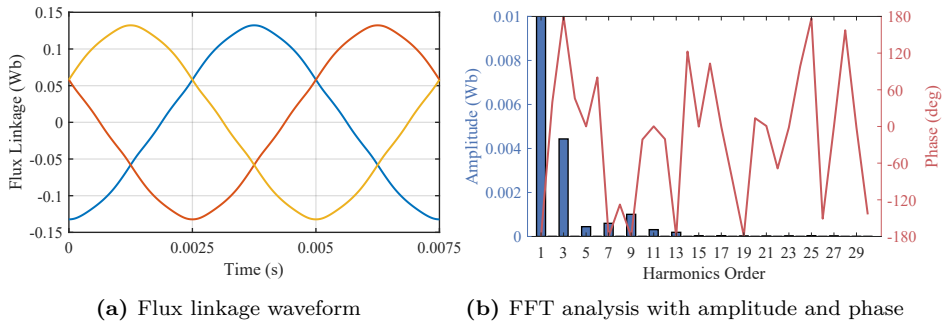 0.15
0.1
0.05
0
-0.05
-0.1
-0.15
Flux Linkage (Wb)
0 0.0025 0.005 0.0075
Time (s)
(a) Flux linkage waveform
0.01
0.008
0.006
0.004
0.002
0
Amplitude (Wb)
180
120
60
0
-60
-120
-180
Phase (deg)
1 3 5 7 9 11 13 15 17 19 21 23 25 27 29
Harmonics Order
(b) FFT analysis with amplitude and phase